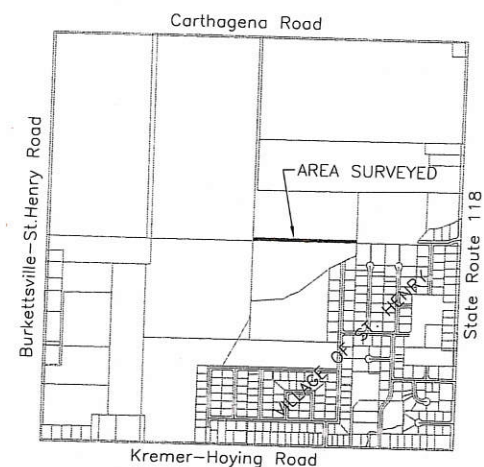 Carthagena Road
Burkettsville-St.Henry Road
AREA SURVEYED
State Route 118
VILLAGE OF ST. HENRY
Kremer-Hoying Road